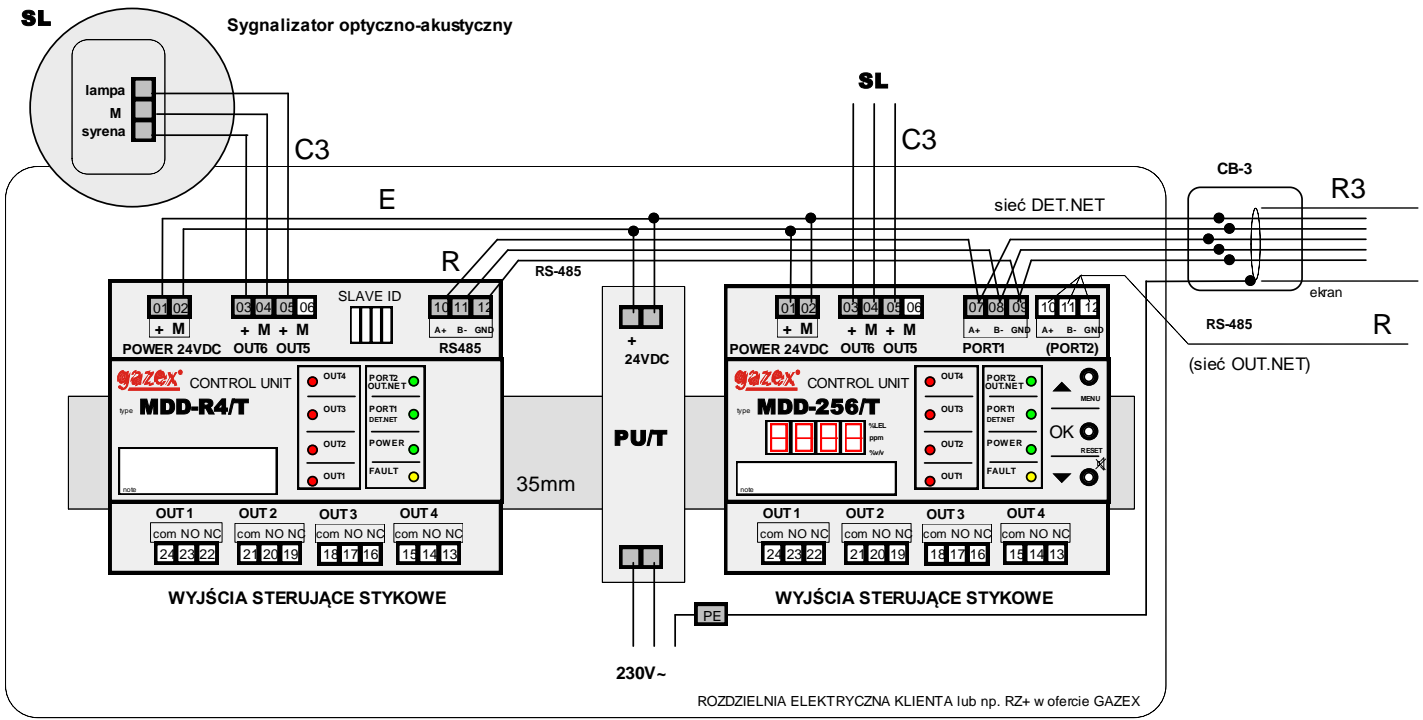 SL
Sygnalizator optyczno-akustyczny
lampa
M
syrena
C3
SL
C3
CB-3
R3
E
sieć DET.NET
R
RS-485
ekran
RS-485
R
(sieć OUT.NET)
01 02 03 04 05 06
SLAVE ID
10 11 12
+ M + M + M
A+ B- GND
POWER 24VDC OUT6 OUT5
RS485
gazex CONTROL UNIT
type MDD-R4/T
note
OUT4
OUT3
OUT2
OUT1
PORT2 OUT.NET
PORT1 DET.NET
POWER
FAULT
OUT 1 OUT 2 OUT 3 OUT 4
com NO NC com NO NC com NO NC com NO NC
24 23 22 21 20 19 18 17 16 15 14 13
WYJŚCIA STERUJĄCE STYKOWE
35mm
+
24VDC
PU/T
230V~
PE
01 02 03 04 05 06 07 08 09 10 11 12
+ M + M + M A+ B- GND A+ B- GND
POWER 24VDC OUT6 OUT5 PORT1 (PORT2)
gazex CONTROL UNIT
type MDD-256/T
8888
%LEL
ppm
%v/v
note
OUT4
OUT3
OUT2
OUT1
PORT2 OUT.NET
PORT1 DET.NET
POWER
FAULT
MENU
OK
RESET
OUT 1 OUT 2 OUT 3 OUT 4
com NO NC com NO NC com NO NC com NO NC
24 23 22 21 20 19 18 17 16 15 14 13
WYJŚCIA STERUJĄCE STYKOWE
ROZDZIELNIA ELEKTRYCZNA KLIENTA lub np. RZ+ w ofercie GAZEX